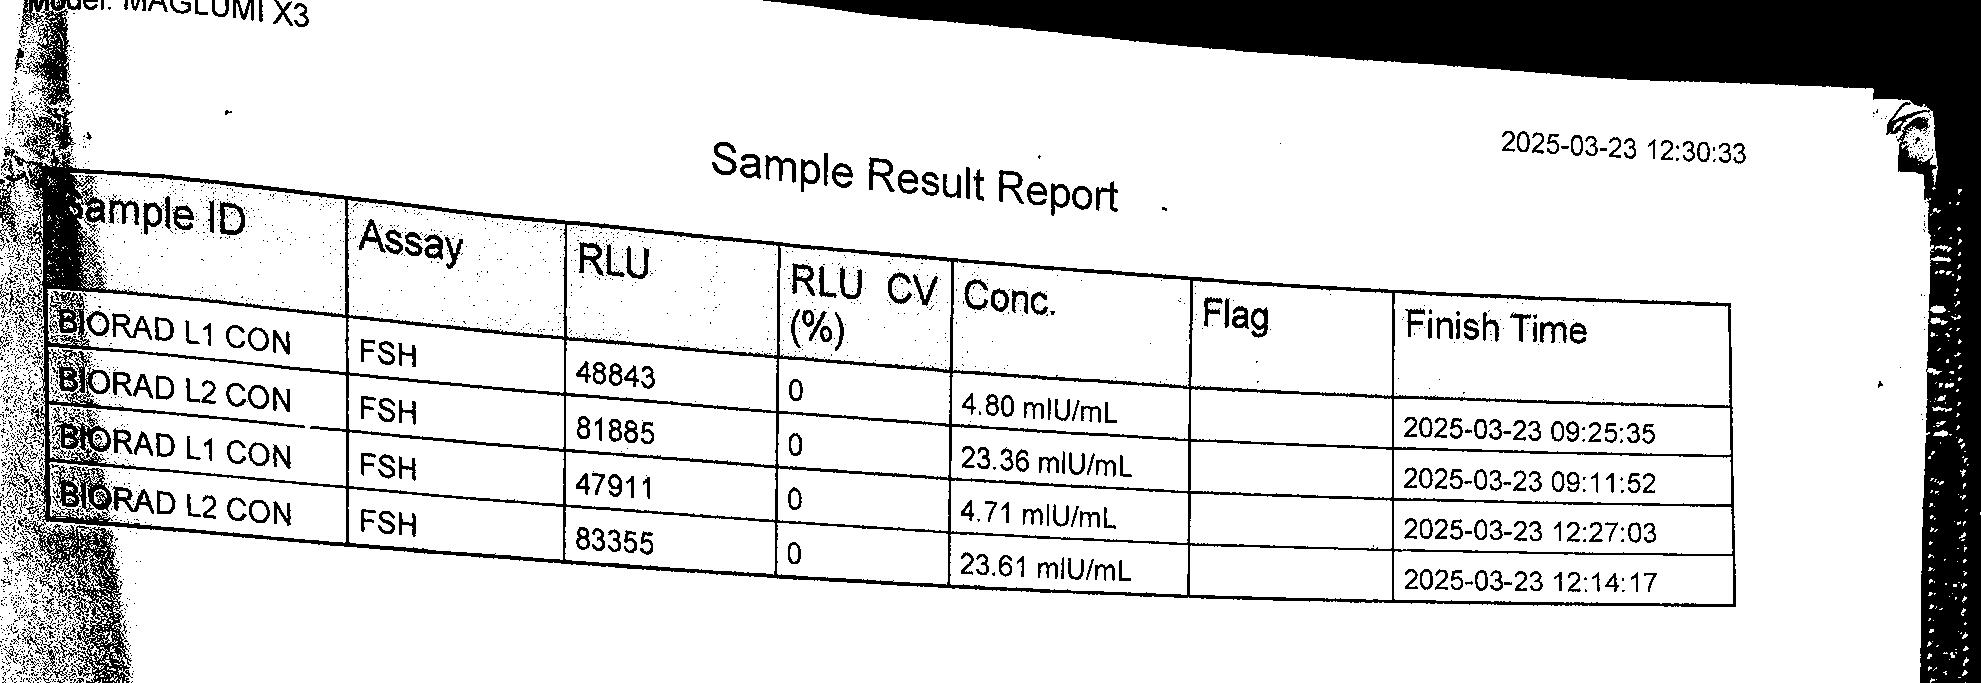 Model: MAGLUMI X3
2025-03-23 12:30:33
Sample Result Report
Sample ID Assay RLU RLU CV (%) Conc. Flag Finish Time
BIORAD L1 CON FSH 48843 0 4.80 mIU/mL 2025-03-23 09:25:35
BIORAD L2 CON FSH 81885 0 23.36 mIU/mL 2025-03-23 09:11:52
BIORAD L1 CON FSH 47911 0 4.71 mIU/mL 2025-03-23 12:27:03
BIORAD L2 CON FSH 83355 0 23.61 mIU/mL 2025-03-23 12:14:17